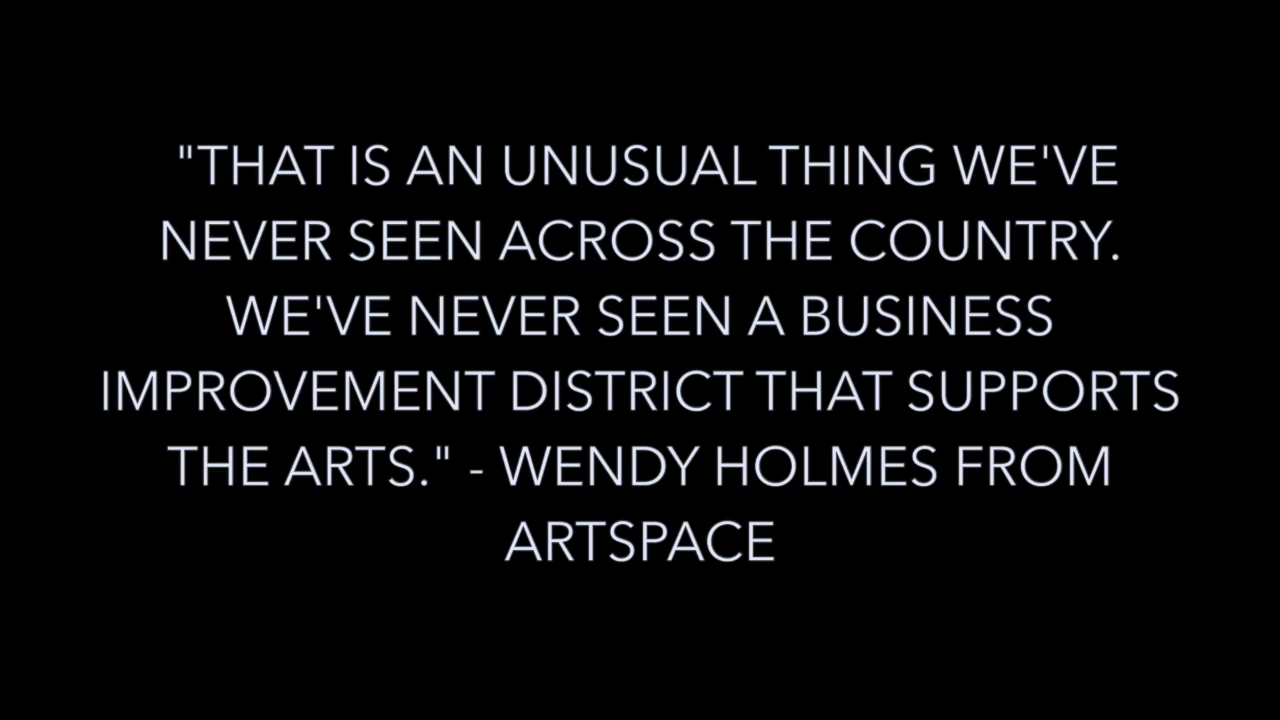 "THAT IS AN UNUSUAL THING WE'VE
NEVER SEEN ACROSS THE COUNTRY.
WE'VE NEVER SEEN A BUSINESS
IMPROVEMENT DISTRICT THAT SUPPORTS
THE ARTS." - WENDY HOLMES FROM
ARTSPACE